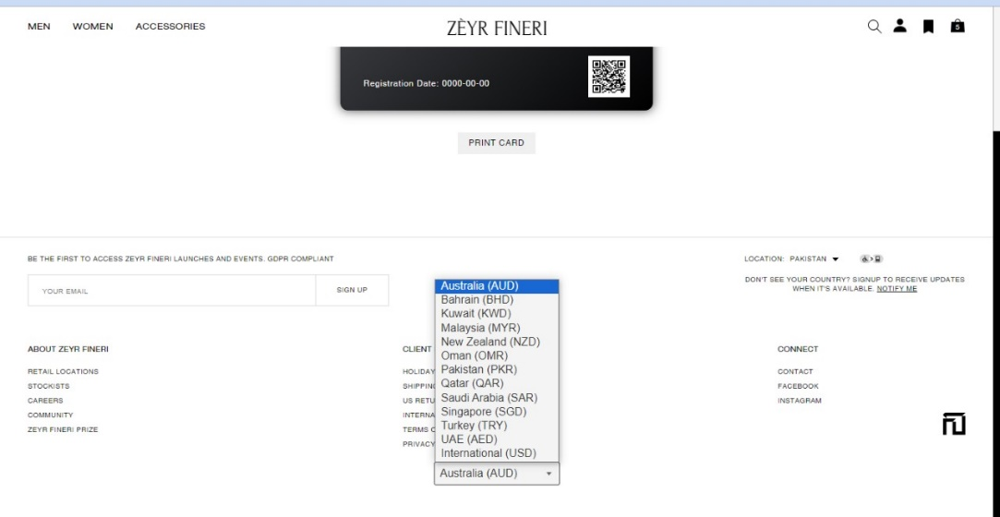 MEN WOMEN ACCESSORIES ZÈYR FINERI 5
Registration Date: 0000-00-00
PRINT CARD
BE THE FIRST TO ACCESS ZEYR FINERI LAUNCHES AND EVENTS. GDPR COMPLIANT
YOUR EMAIL SIGN UP
LOCATION: PAKISTAN
DON'T SEE YOUR COUNTRY? SIGNUP TO RECEIVE UPDATES
WHEN IT'S AVAILABLE. NOTIFY ME
ABOUT ZEYR FINERI
RETAIL LOCATIONS
STOCKISTS
CAREERS
COMMUNITY
ZEYR FINERI PRIZE
CLIENT
HOLIDAY
US
TERMS
PRIVACY
Australia (AUD)
Bahrain (BHD)
Kuwait (KWD)
Malaysia (MYR)
New Zealand (NZD)
Oman (OMR)
Pakistan (PKR)
Qatar (QAR)
Saudi Arabia (SAR)
Singapore (SGD)
Turkey (TRY)
UAE (AED)
International (USD)
Australia (AUD)
CONNECT
CONTACT
FACEBOOK
INSTAGRAM